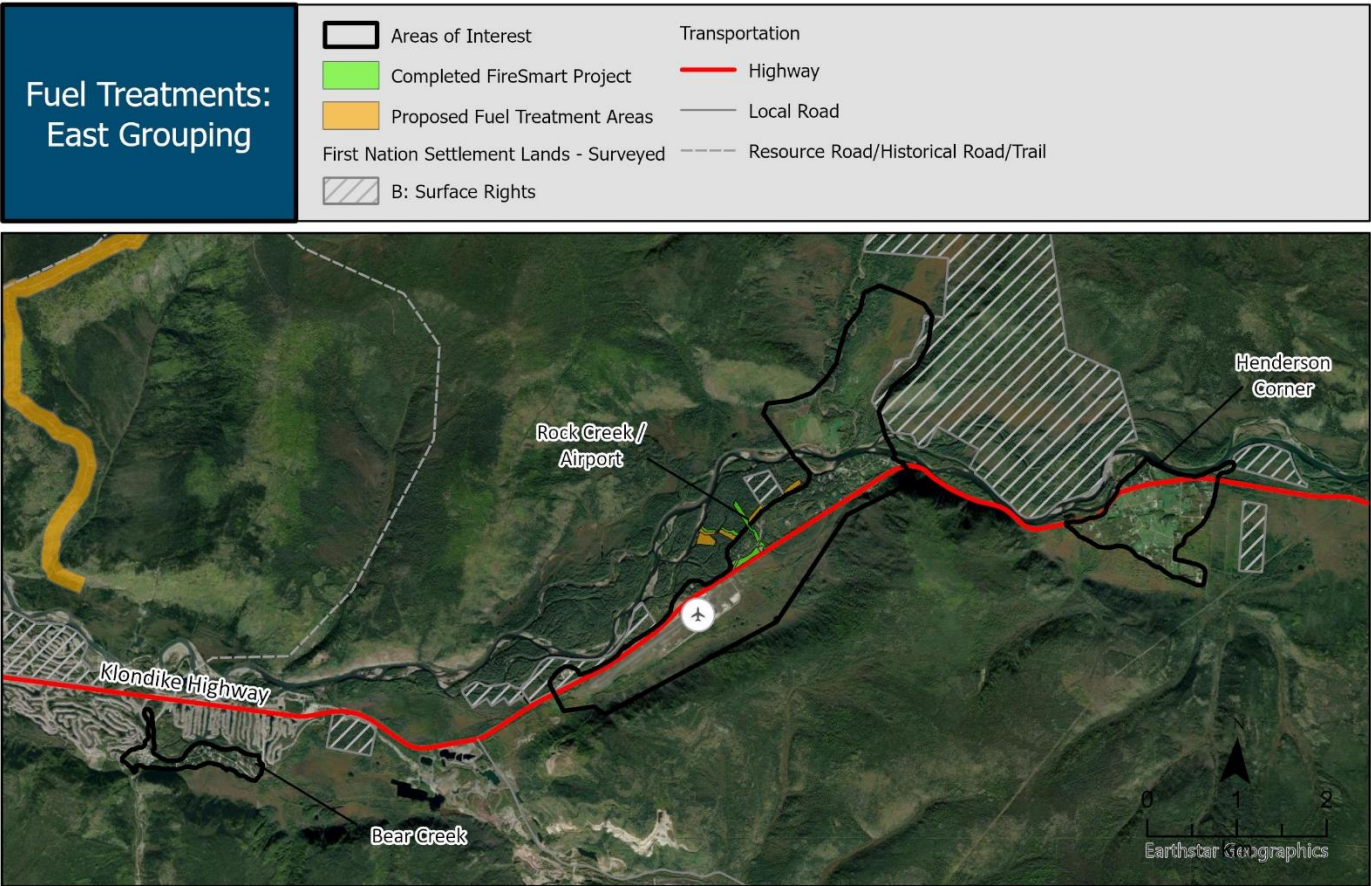 Fuel Treatments:
East Grouping
Areas of Interest
Completed FireSmart Project
Proposed Fuel Treatment Areas
First Nation Settlement Lands - Surveyed
B: Surface Rights
Transportation
Highway
Local Road
Resource Road/Historical Road/Trail
Henderson
Corner
Rock Creek /
Airport
Klondike Highway
Bear Creek
N
0 1 2
km
Earthstar Geographics